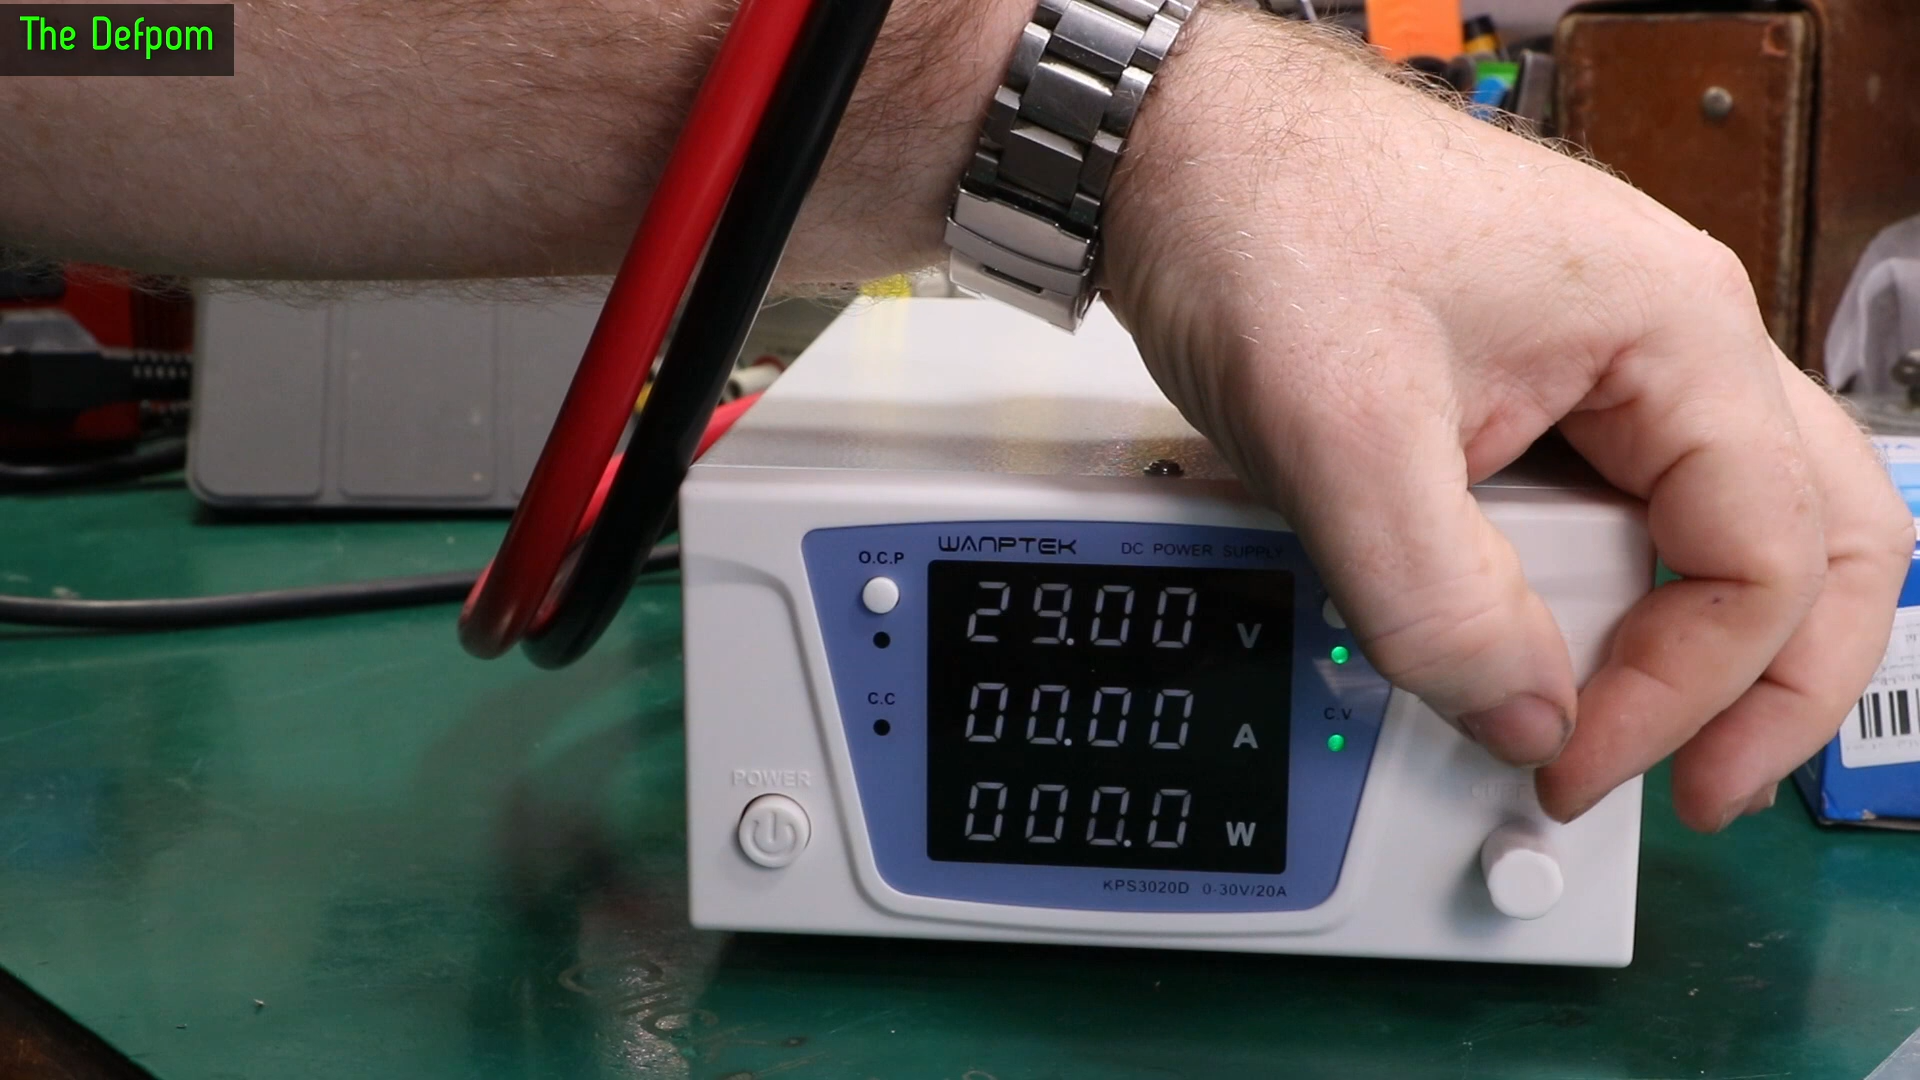 The Defpom
WANPTEK
DC POWER SUPPLY
O.C.P
29.00 V
C.C
00.00 A
C.V
POWER
000.0 W
KPS3020D 0-30V/20A